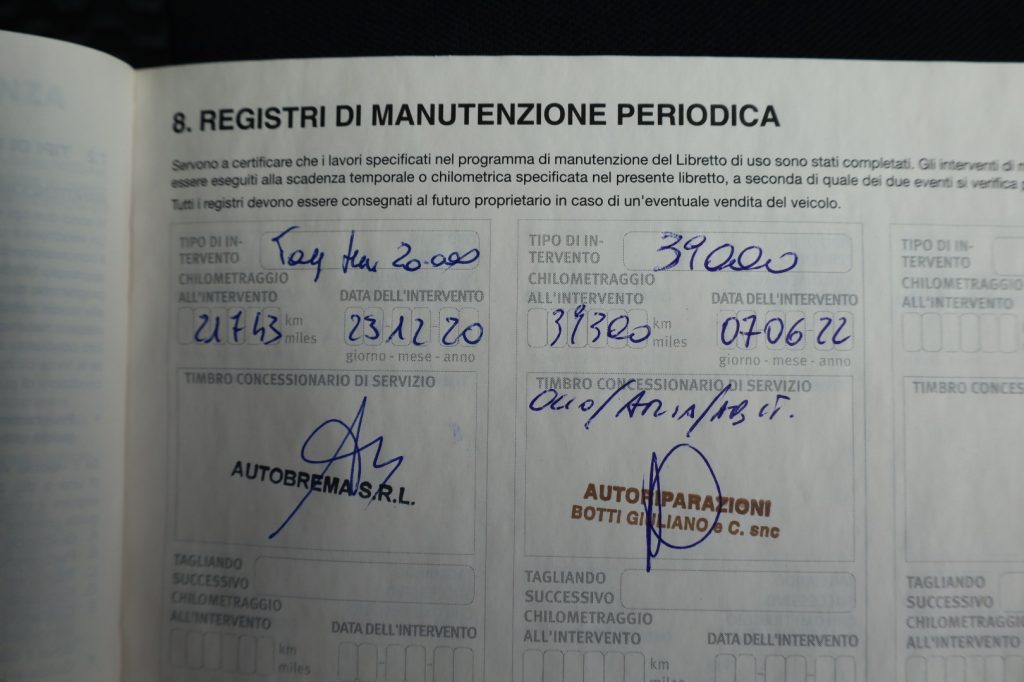 8. REGISTRI DI MANUTENZIONE PERIODICA
Servono a certificare che i lavori specificati nel programma di manutenzione del Libretto di uso sono stati completati. Gli interventi di
essere eseguiti alla scadenza temporale o chilometrica specificata nel presente libretto, a seconda di quale dei due eventi si verifica
Tutti i registri devono essere consegnati al futuro proprietario in caso di un'eventuale vendita del veicolo.
TIPO DI IN-
TERVENTO
20.000
CHILOMETRAGGIO
ALL'INTERVENTO
DATA DELL'INTERVENTO
21743 km
miles
23 12 20
giorno - mese - anno
TIMBRO CONCESSIONARIO DI SERVIZIO
AUTOBREMA S.R.L.
TAGLIANDO
SUCCESSIVO
CHILOMETRAGGIO
ALL'INTERVENTO
DATA DELL'INTERVENTO
km
miles
TIPO DI IN-
TERVENTO
39000
CHILOMETRAGGIO
ALL'INTERVENTO
DATA DELL'INTERVENTO
39300 km
miles
07 06 22
giorno - mese - anno
TIMBRO CONCESSIONARIO DI SERVIZIO
OLIO/ARIA/ABIT.
AUTORIPARAZIONI
BOTTI GIULIANO e C. snc
TAGLIANDO
SUCCESSIVO
CHILOMETRAGGIO
ALL'INTERVENTO
DATA DELL'INTERVENTO
km
miles
TIPO DI IN-
TERVENTO
CHILOMETRAGGIO
ALL'INTERVENTO
TIMBRO
TAGLIANDO
SUCCESSIVO
CHILOMETRAGGIO
ALL'INTERVENTO